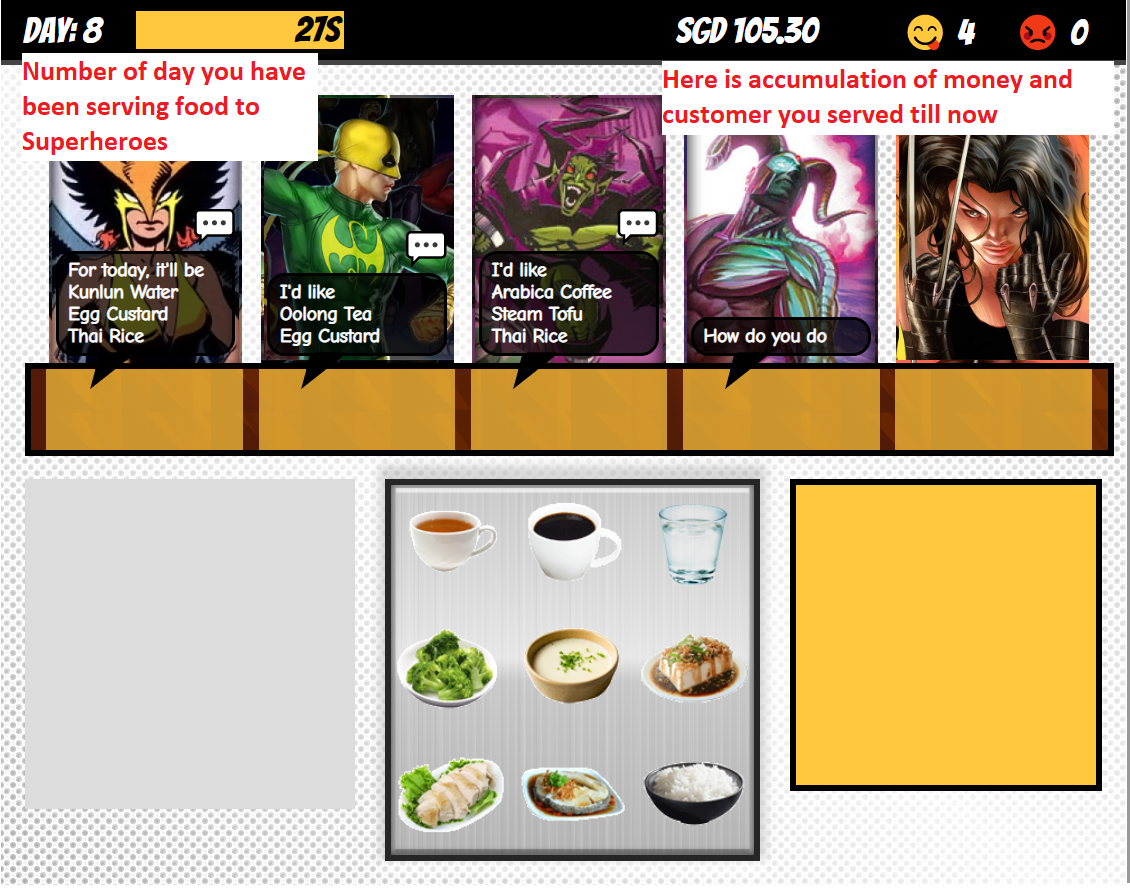 DAY: 8
27S
SGD 105.30
4
0
Number of day you have
been serving food to
Superheroes
Here is accumulation of money and
customer you served till now
For today, it'll be
Kunlun Water
Egg Custard
Thai Rice
I'd like
Oolong Tea
Egg Custard
I'd like
Arabica Coffee
Steam Tofu
Thai Rice
How do you do